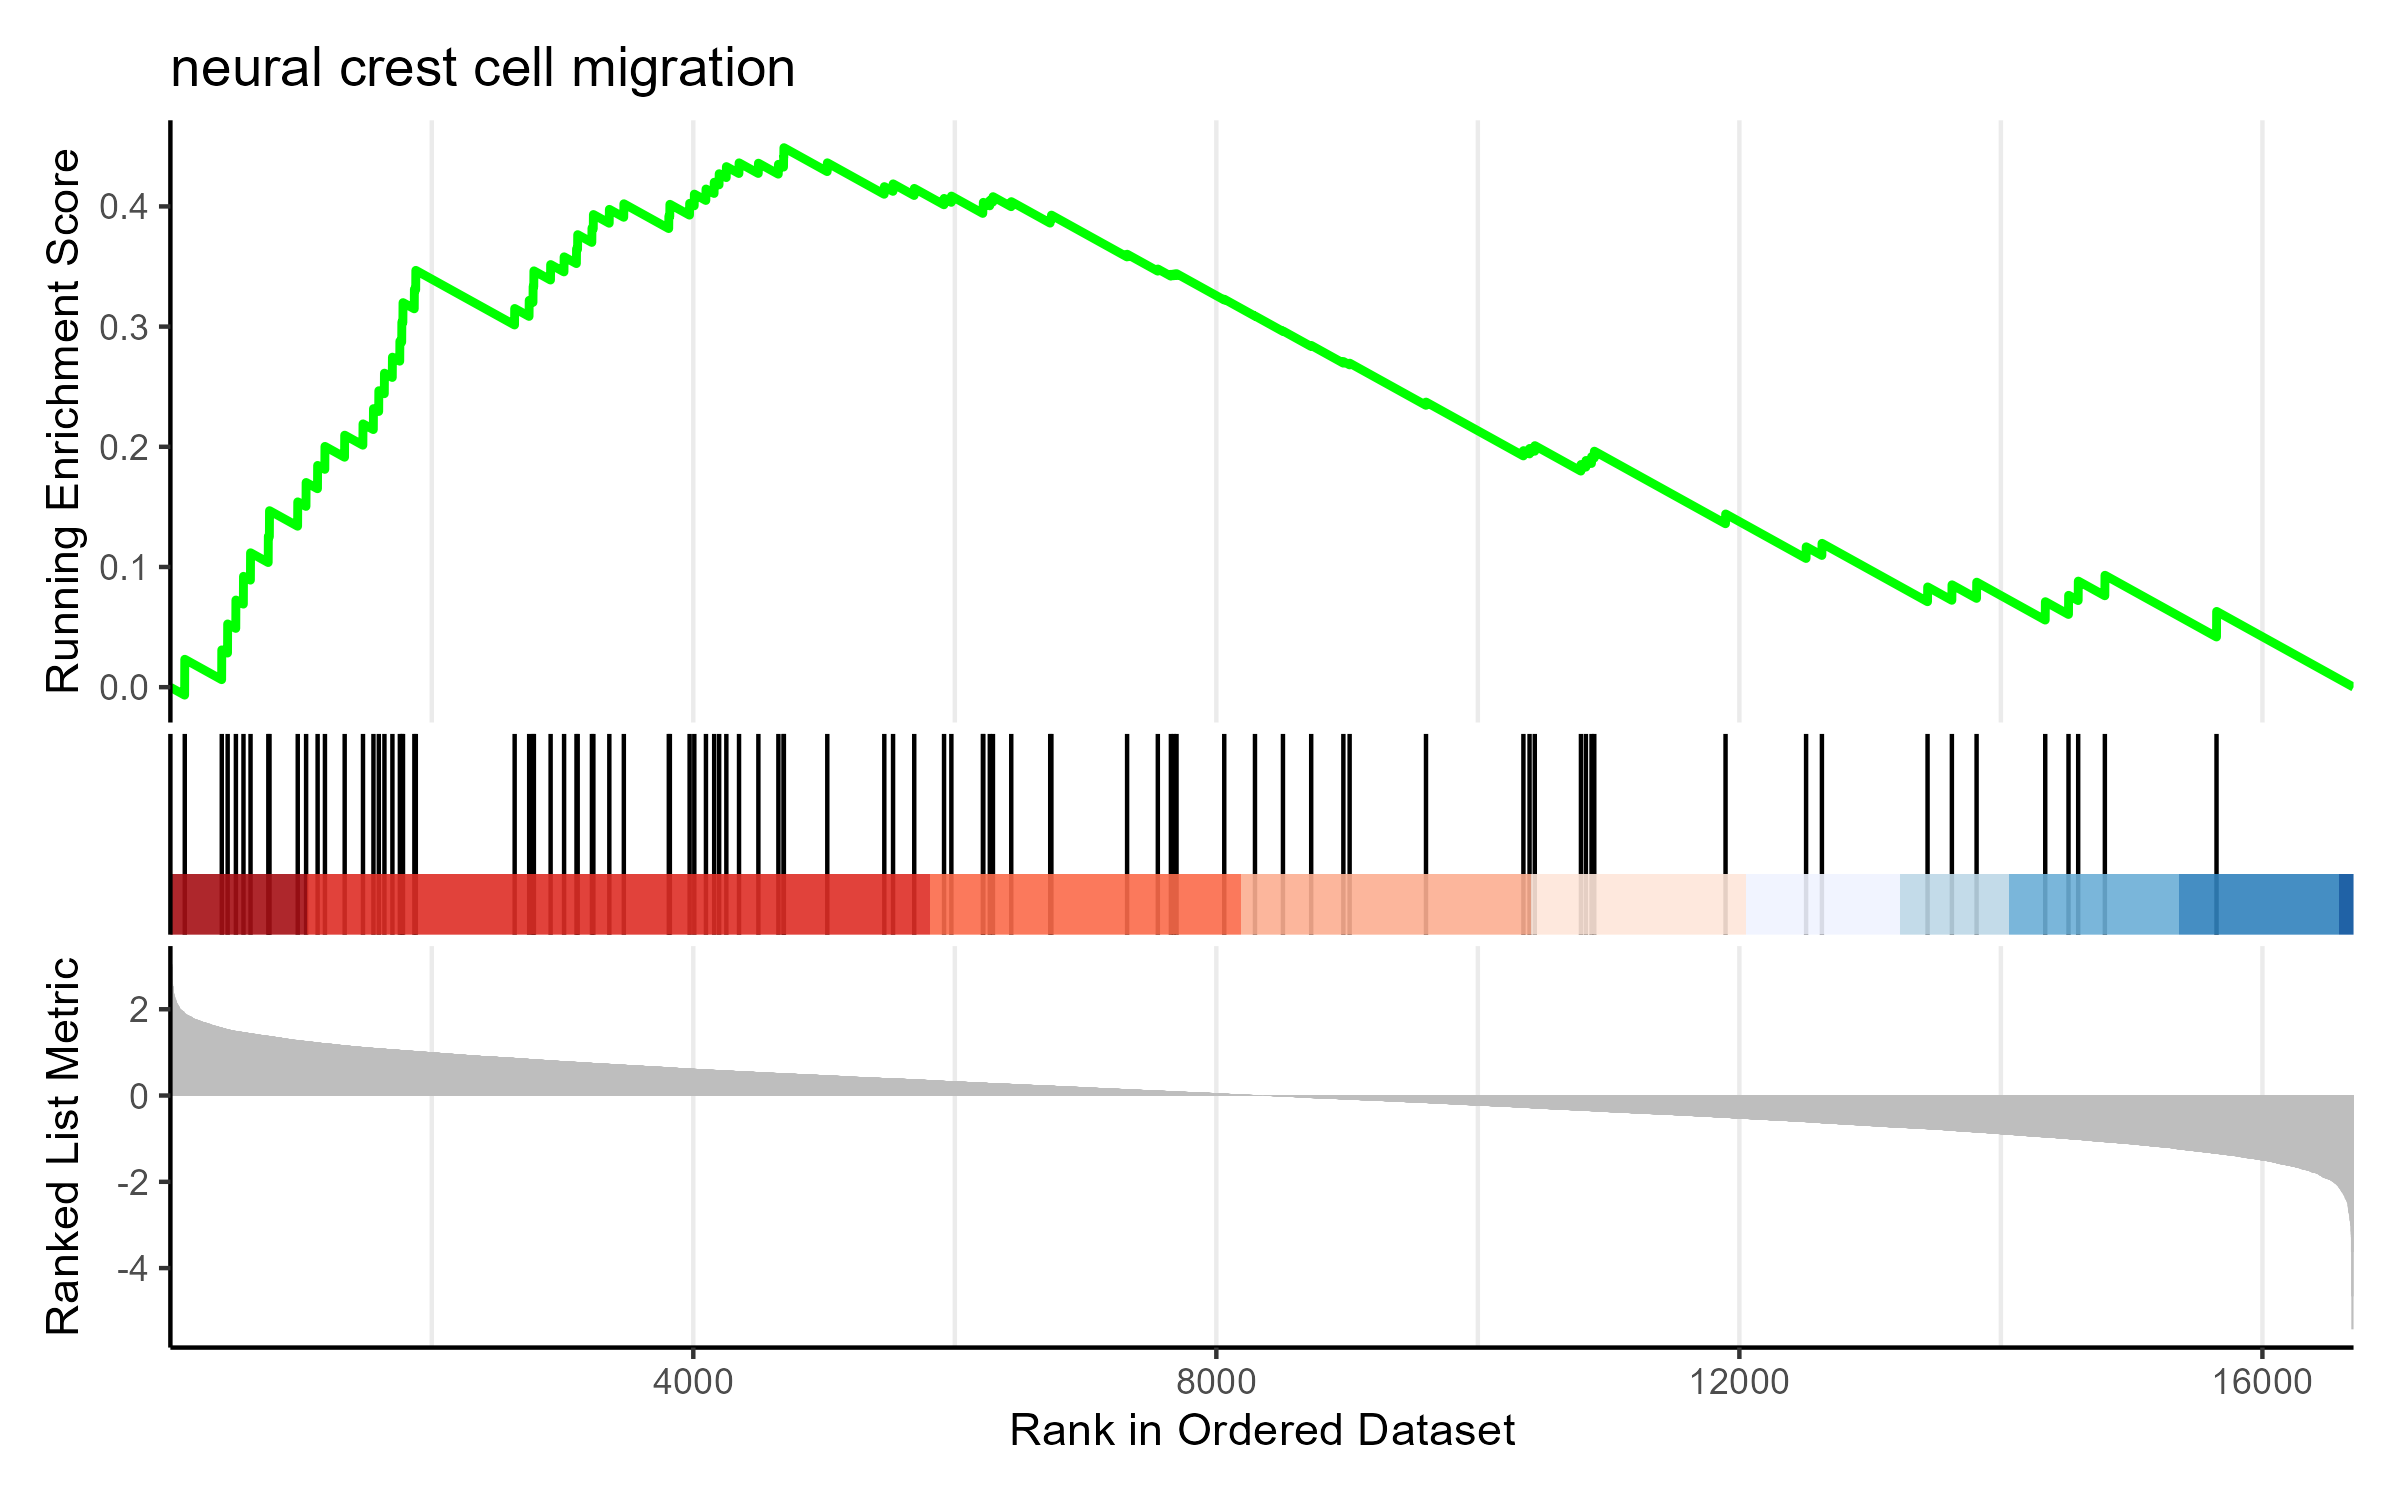 neural crest cell migration
Running Enrichment Score
0.4
0.3
0.2
0.1
0.0
Ranked List Metric
2
0
-2
-4
4000 8000 12000 16000
Rank in Ordered Dataset